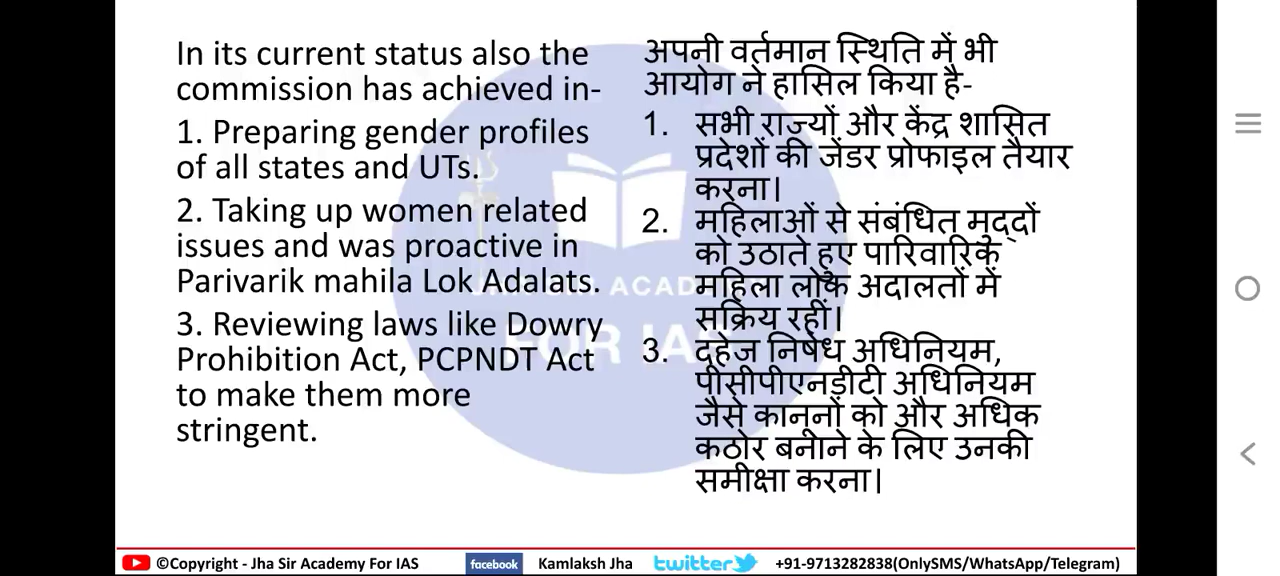 In its current status also the
commission has achieved in-
1. Preparing gender profiles
of all states and UTs.
2. Taking up women related
issues and was proactive in
Parivarik mahila Lok Adalats.
3. Reviewing laws like Dowry
Prohibition Act, PCPNDT Act
to make them more
stringent.
अपनी वर्तमान स्थिति में भी
आयोग ने हासिल किया है-
1. सभी राज्यों और केंद्र शासित
प्रदेशों की जेंडर प्रोफाइल तैयार
करना।
2. महिलाओं से संबंधित मुद्दों
को उठाते हुए पारिवारिक
महिला लोक अदालतों में
सक्रिय रहीं।
3. दहेज निषेध अधिनियम,
पीसीपीएनडीटी अधिनियम
जैसे कानूनों को और अधिक
कठोर बनाने के लिए उनकी
समीक्षा करना।
JHA SIR ACADEMY
FOR IAS
©Copyright - Jha Sir Academy For IAS
facebook
Kamlaksh Jha
twitter
+91-9713282838(OnlySMS/WhatsApp/Telegram)